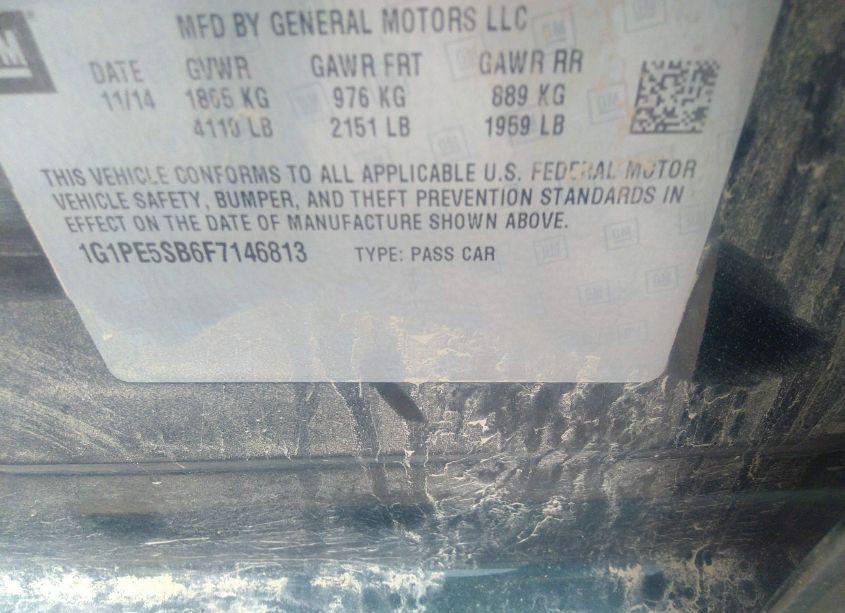 GM
MFD BY GENERAL MOTORS LLC
DATE GVWR GAWR FRT GAWR RR
11/14 1865 KG 976 KG 889 KG
4110 LB 2151 LB 1959 LB
THIS VEHICLE CONFORMS TO ALL APPLICABLE U.S. FEDERAL MOTOR
VEHICLE SAFETY, BUMPER, AND THEFT PREVENTION STANDARDS IN
EFFECT ON THE DATE OF MANUFACTURE SHOWN ABOVE.
1G1PE5SB6F7146813 TYPE: PASS CAR